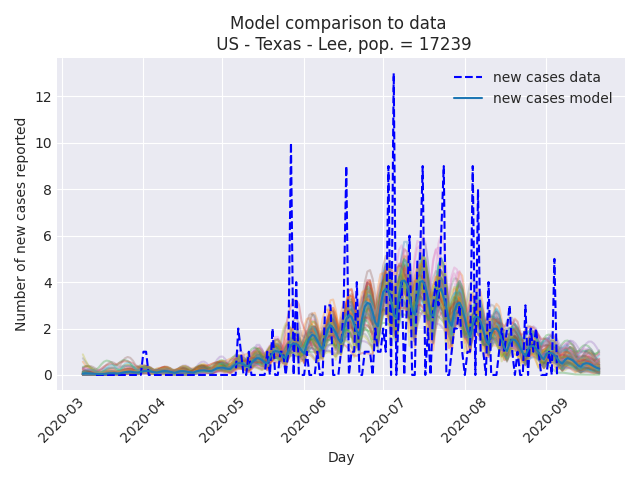 Model comparison to data
US - Texas - Lee, pop. = 17239
new cases data
new cases model
Number of new cases reported
12
10
8
6
4
2
0
2020-03
2020-04
2020-05
2020-06
2020-07
2020-08
2020-09
Day